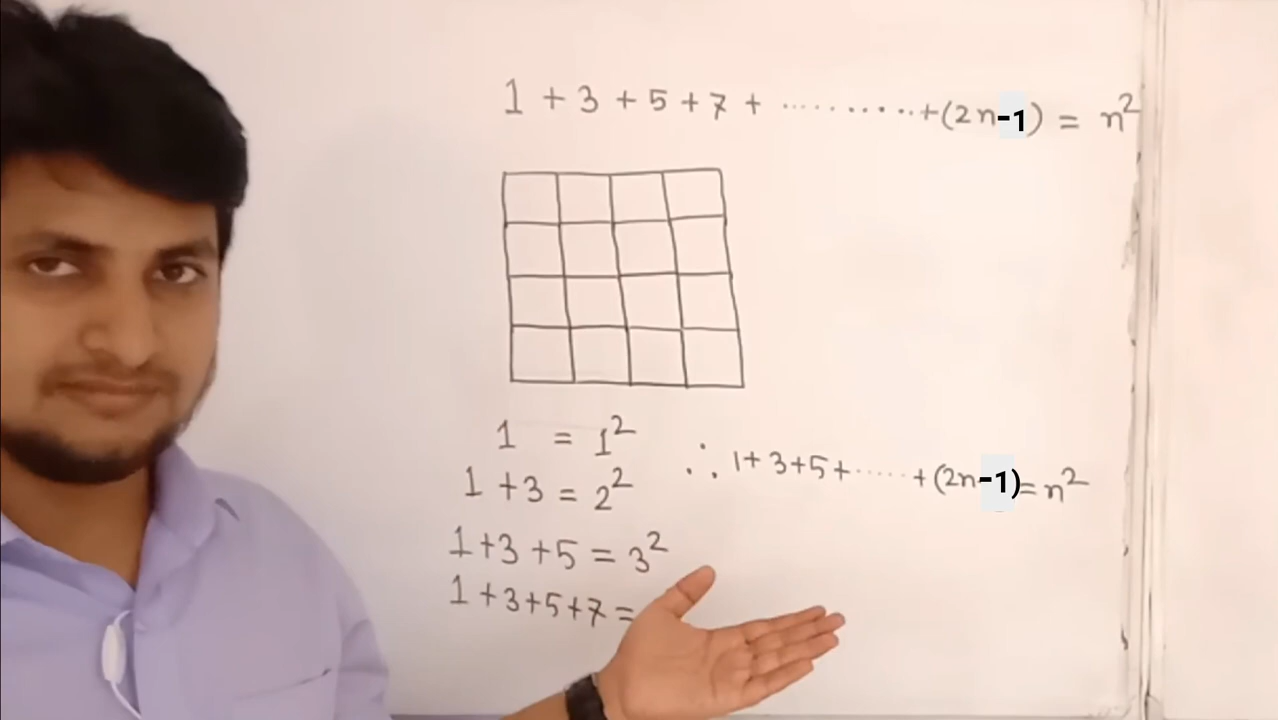 1 + 3 + 5 + 7 + .......... + (2n-1) = n²
1 = 1²
1 + 3 = 2²
∴ 1 + 3 + 5 + ..... + (2n-1) = n²
1 + 3 + 5 = 3²
1 + 3 + 5 + 7 =